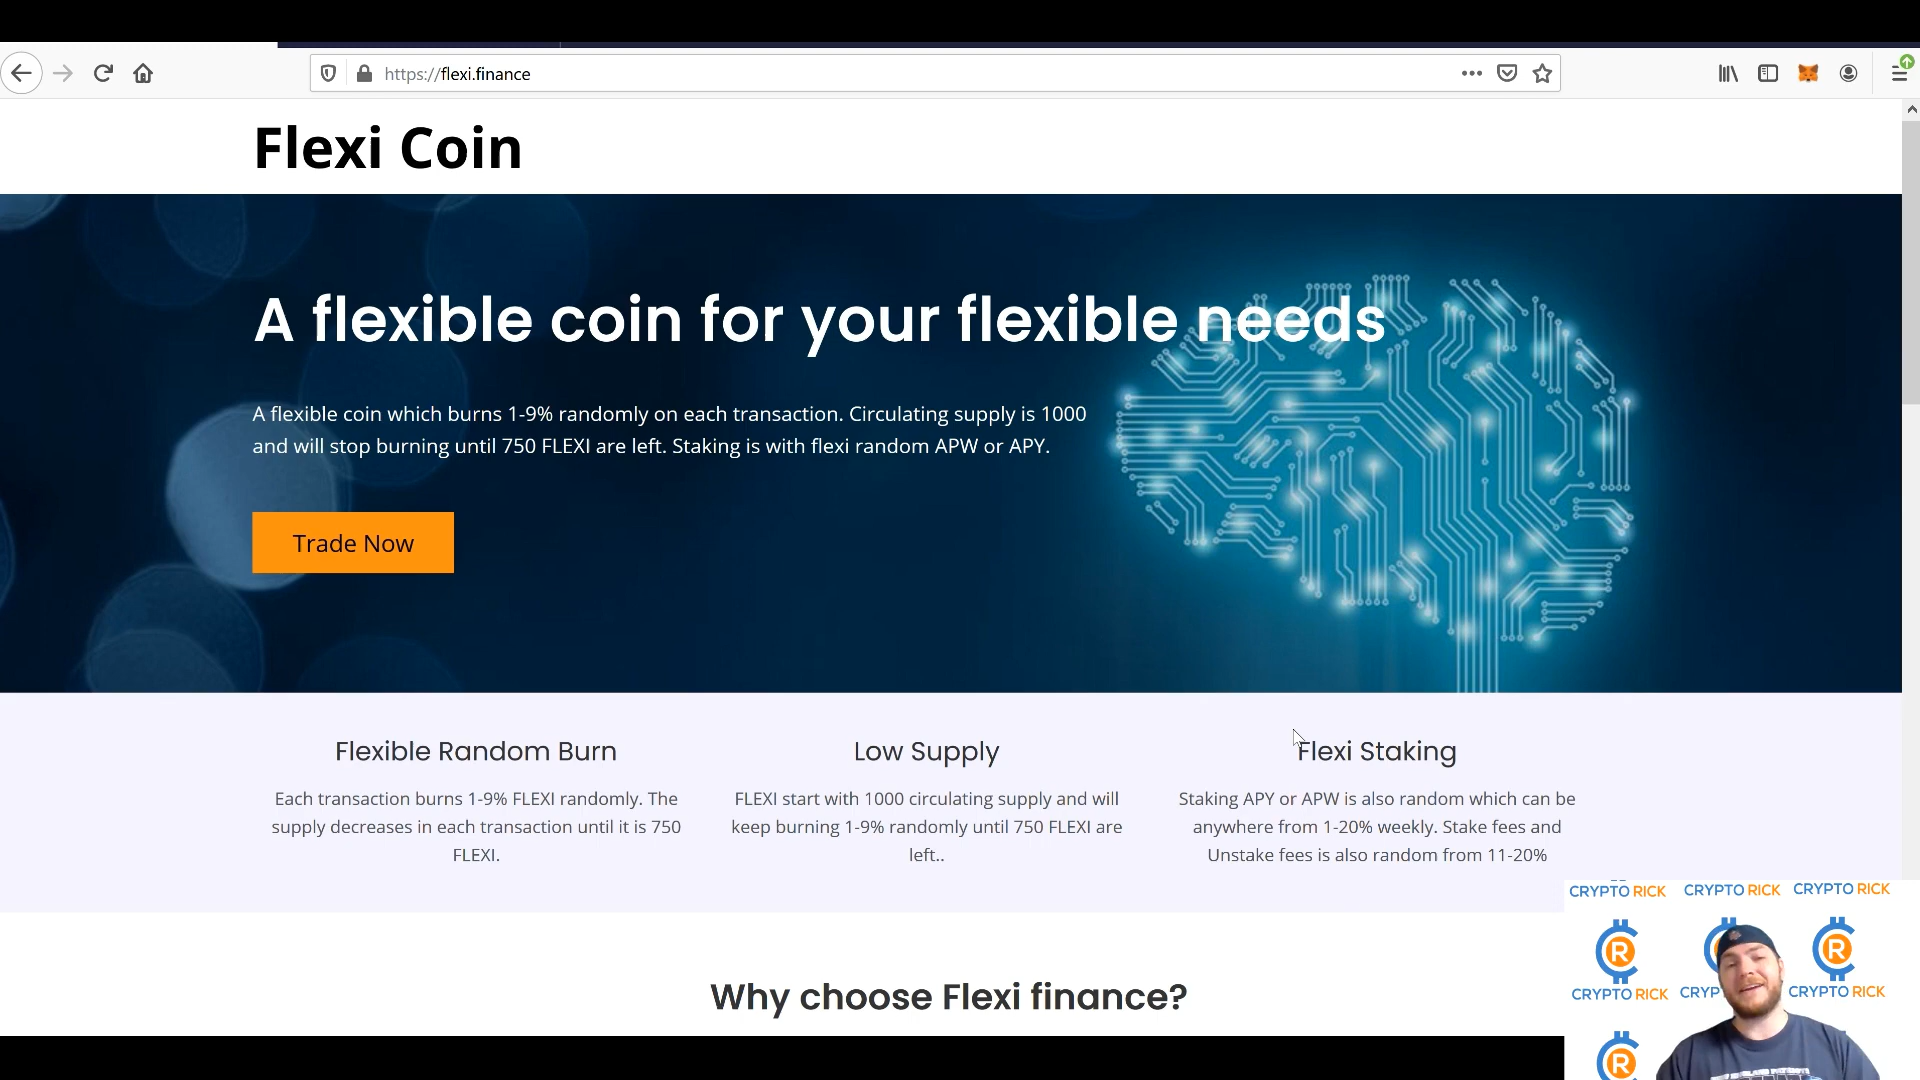 https://flexi.finance
Flexi Coin
A flexible coin for your flexible needs
A flexible coin which burns 1-9% randomly on each transaction. Circulating supply is 1000
and will stop burning until 750 FLEXI are left. Staking is with flexi random APW or APY.
Trade Now
Flexible Random Burn
Each transaction burns 1-9% FLEXI randomly. The
supply decreases in each transaction until it is 750
FLEXI.
Low Supply
FLEXI start with 1000 circulating supply and will
keep burning 1-9% randomly until 750 FLEXI are
left..
Flexi Staking
Staking APY or APW is also random which can be
anywhere from 1-20% weekly. Stake fees and
Unstake fees is also random from 11-20%
Why choose Flexi finance?
CRYPTO RICK CRYPTO RICK CRYPTO RICK
R R
CRYPTO RICK CRYP CRYPTO RICK
R